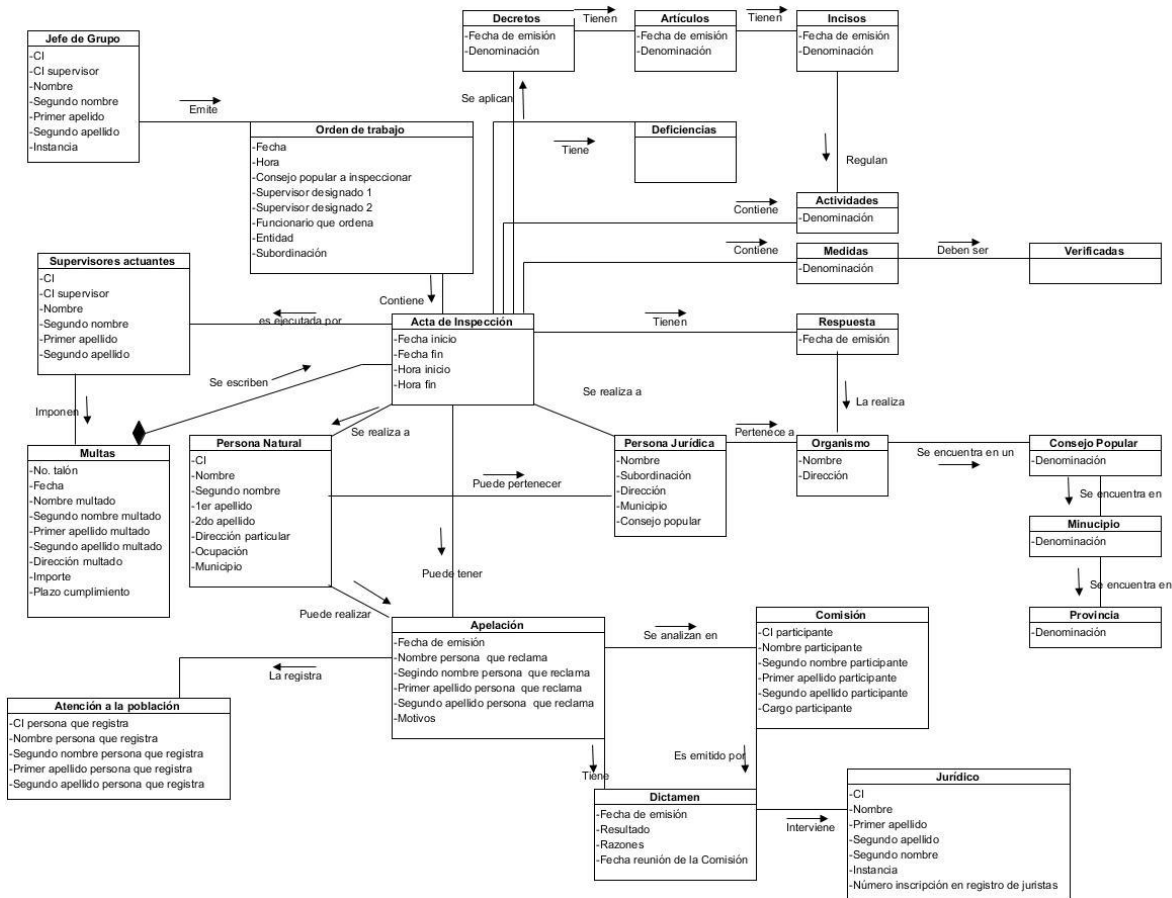 Decretos
-Fecha de emisión
-Denominación
Tienen
Artículos
-Fecha de emisión
-Denominación
Tienen
Incisos
-Fecha de emisión
-Denominación
Jefe de Grupo
-CI
-CI supervisor
-Nombre
-Segundo nombre
-Primer apelido
-Segundo apellido
-Instancia
Emite
Se aplican
Orden de trabajo
-Fecha
-Hora
-Consejo popular a inspeccionar
-Supervisor designado 1
-Supervisor designado 2
-Funcionario que ordena
-Entidad
-Subordinación
Deficiencias
Tiene
Regulan
Actividades
-Denominación
Contiene
Medidas
-Denominación
Contiene
Deben ser
Verificadas
Supervisores actuantes
-CI
-CI supervisor
-Nombre
-Segundo nombre
-Primer apellido
-Segundo apellido
Contiene
es ejecutada por
Acta de Inspección
-Fecha inicio
-Fecha fin
-Hora inicio
-Hora fin
Tienen
Respuesta
-Fecha de emisión
Se escriben
Se realiza a
La realiza
Imponen
Se realiza a
Multas
-No. talón
-Fecha
-Nombre multado
-Segundo nombre multado
-Primer apellido multado
-Segundo apellido multado
-Dirección multado
-Importe
-Plazo cumplimiento
Persona Natural
-CI
-Nombre
-Segundo nombre
-1er apellido
-2do apellido
-Dirección particular
-Ocupación
-Municipio
Puede pertenecer
Persona Jurídica
-Nombre
-Subordinación
-Dirección
-Municipio
-Consejo popular
Pertenece a
Organismo
-Nombre
-Dirección
Se encuentra en un
Consejo Popular
-Denominación
Se encuentra en
Minucipio
-Denominación
Se encuentra en
Provincia
-Denominación
Puede tener
Puede realizar
Apelación
-Fecha de emisión
-Nombre persona que reclama
-Segindo nombre persona que reclama
-Primer apellido persona que reclama
-Segundo apellido persona que reclama
-Motivos
Se analizan en
Comisión
-CI participante
-Nombre participante
-Segundo nombre participante
-Primer apellido participante
-Segundo apellido participante
-Cargo participante
La registra
Atención a la población
-CI persona que registra
-Nombre persona que registra
-Segundo nombre persona que registra
-Primer apellido persona que registra
-Segundo apellido persona que registra
Es emitido por
Tiene
Dictamen
-Fecha de emisión
-Resultado
-Razones
-Fecha reunión de la Comisión
Interviene
Jurídico
-CI
-Nombre
-Primer apellido
-Segundo apellido
-Segundo nombre
-Instancia
-Número inscripción en registro de juristas